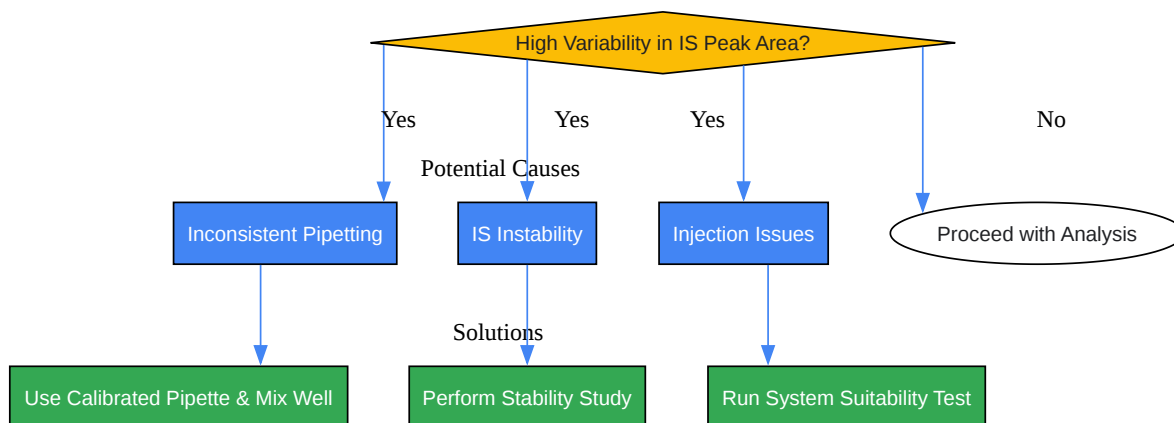 High Variability in IS Peak Area?
Yes
Yes
Yes
No
Potential Causes
Inconsistent Pipetting
IS Instability
Injection Issues
Proceed with Analysis
Solutions
Use Calibrated Pipette & Mix Well
Perform Stability Study
Run System Suitability Test